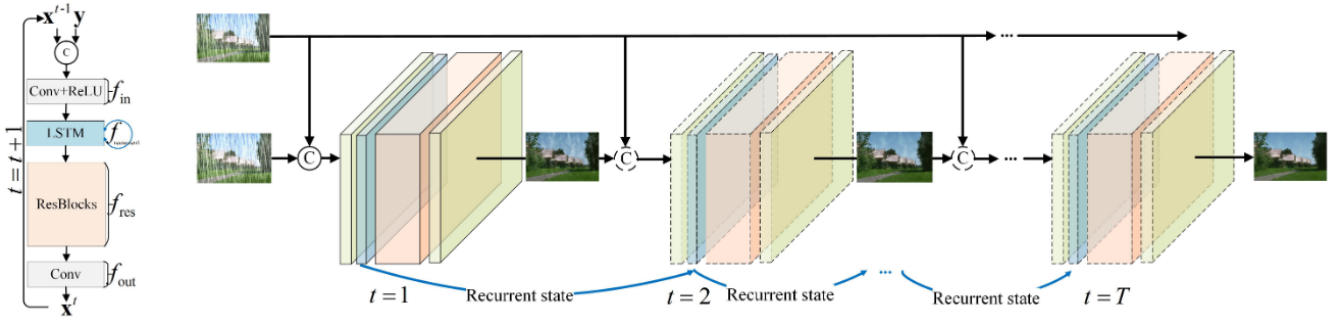 x^{t-1} y
C
Conv+ReLU f_in
LSTM f
ResBlocks f_res
Conv f_out
x^t
t = t + 1
...
C C C ...
t = 1 Recurrent state t = 2 Recurrent state ... Recurrent state t = T